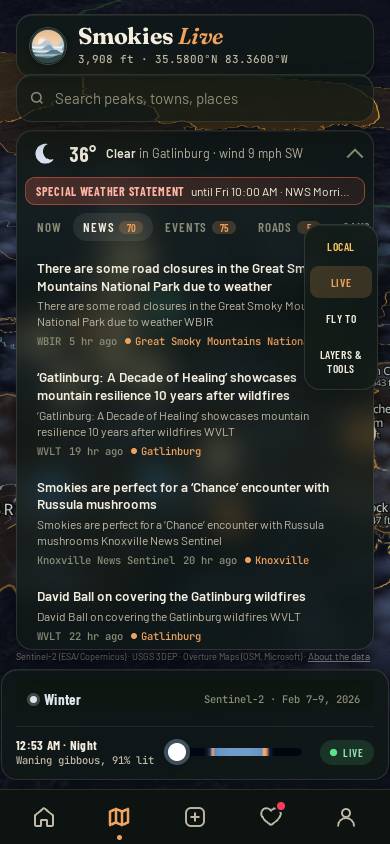 Smokies Live
3,908 ft · 35.5800°N 83.3600°W
Search peaks, towns, places
36° Clear in Gatlinburg · wind 9 mph SW
SPECIAL WEATHER STATEMENT until Fri 10:00 AM · NWS Morri...
NOW NEWS 70 EVENTS 75 ROADS
LOCAL
LIVE
FLY TO
LAYERS &
TOOLS
There are some road closures in the Great Sm
Mountains National Park due to weather
There are some road closures in the Great Smoky Mou
National Park due to weather WBIR
WBIR 5 hr ago Great Smoky Mountains Nation
‘Gatlinburg: A Decade of Healing’ showcases
mountain resilience 10 years after wildfires
‘Gatlinburg: A Decade of Healing’ showcases mountain
resilience 10 years after wildfires WVLT
WVLT 19 hr ago Gatlinburg
Smokies are perfect for a ‘Chance’ encounter with
Russula mushrooms
Smokies are perfect for a ‘Chance’ encounter with Russula
mushrooms Knoxville News Sentinel
Knoxville News Sentinel 20 hr ago Knoxville
David Ball on covering the Gatlinburg wildfires
David Ball on covering the Gatlinburg wildfires WVLT
WVLT 22 hr ago Gatlinburg
Sentinel-2 (ESA/Copernicus) · USGS 3DEP · Overture Maps (OSM, Microsoft) · About the data
Winter Sentinel-2 · Feb 7–9, 2026
12:53 AM · Night
Waning gibbous, 91% lit
LIVE